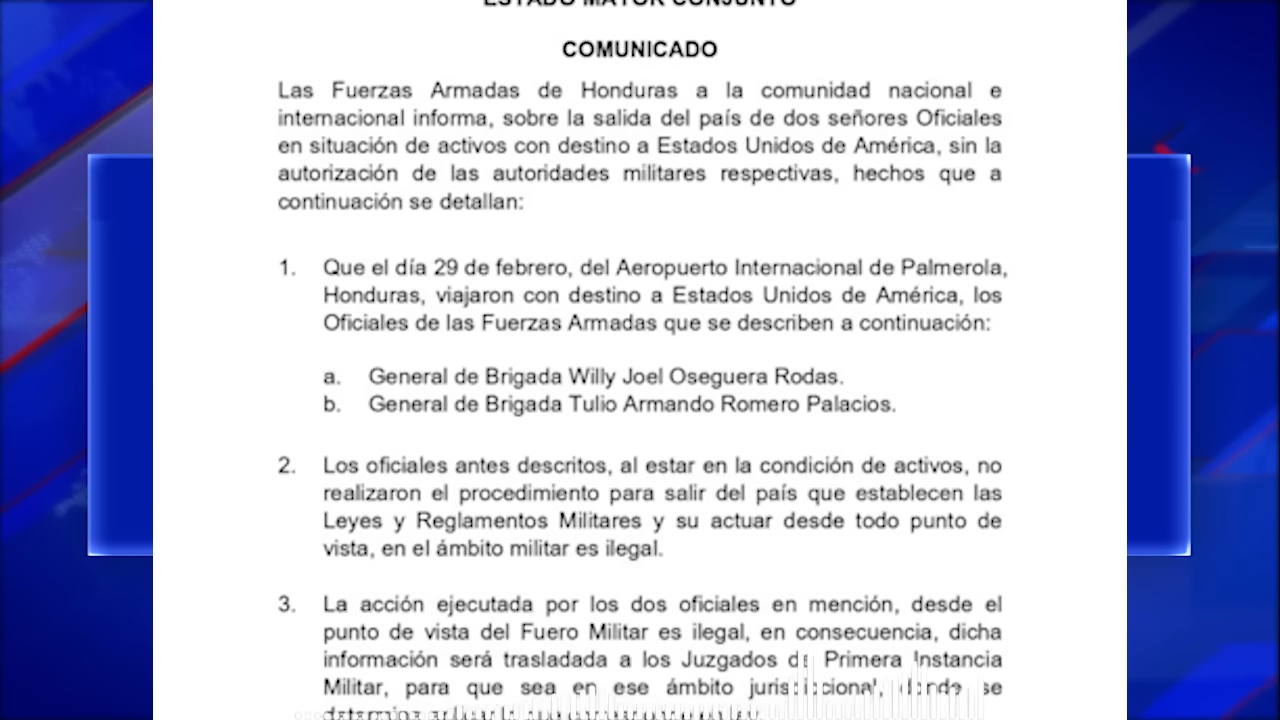 ESTADO MAYOR CONJUNTO
COMUNICADO
Las Fuerzas Armadas de Honduras a la comunidad nacional e
internacional informa, sobre la salida del país de dos señores Oficiales
en situación de activos con destino a Estados Unidos de América, sin la
autorización de las autoridades militares respectivas, hechos que a
continuación se detallan:
1. Que el día 29 de febrero, del Aeropuerto Internacional de Palmerola,
Honduras, viajaron con destino a Estados Unidos de América, los
Oficiales de las Fuerzas Armadas que se describen a continuación:
a. General de Brigada Willy Joel Oseguera Rodas.
b. General de Brigada Tulio Armando Romero Palacios.
2. Los oficiales antes descritos, al estar en la condición de activos, no
realizaron el procedimiento para salir del país que establecen las
Leyes y Reglamentos Militares y su actuar desde todo punto de
vista, en el ámbito militar es ilegal.
3. La acción ejecutada por los dos oficiales en mención, desde el
punto de vista del Fuero Militar es ilegal, en consecuencia, dicha
información será trasladada a los Juzgados de Primera Instancia
Militar, para que sea en ese ámbito jurisdiccional, donde se